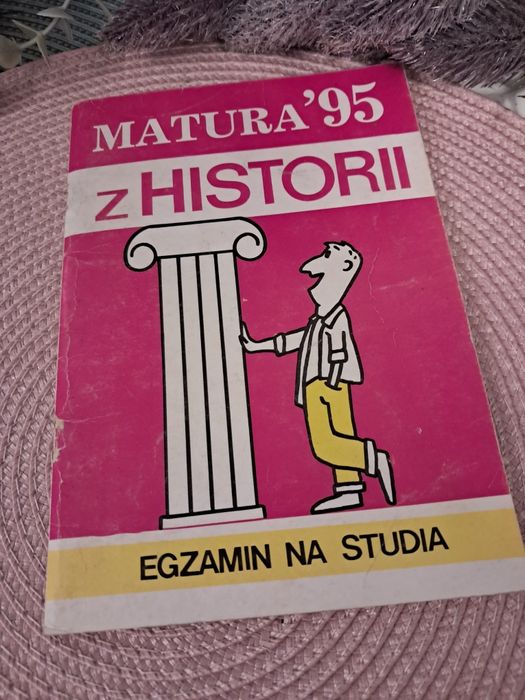 MATURA '95
Z HISTORII
EGZAMIN NA STUDIA